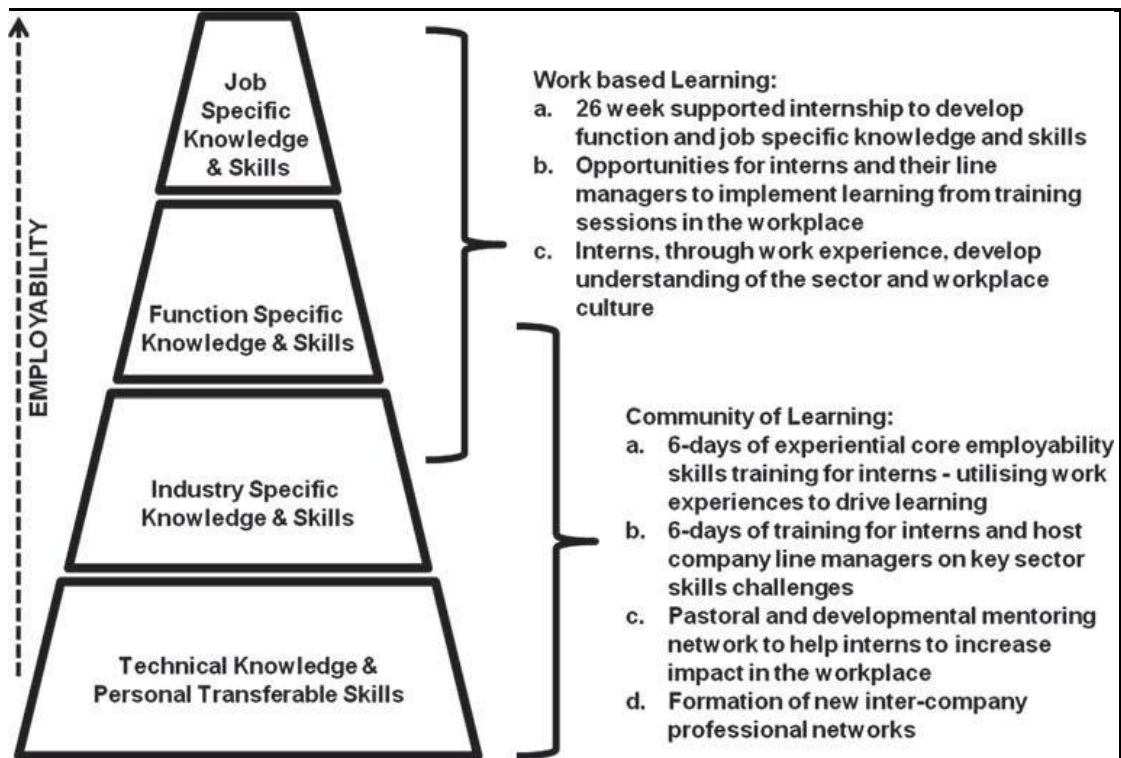 EMPLOYABILITY
Job
Specific
Knowledge
& Skills
Function Specific
Knowledge & Skills
Industry Specific
Knowledge & Skills
Technical Knowledge &
Personal Transferable Skills
Work based Learning:
a. 26 week supported internship to develop
function and job specific knowledge and skills
b. Opportunities for interns and their line
managers to implement learning from training
sessions in the workplace
c. Interns, through work experience, develop
understanding of the sector and workplace
culture
Community of Learning:
a. 6-days of experiential core employability
skills training for interns - utilising work
experiences to drive learning
b. 6-days of training for interns and host
company line managers on key sector
skills challenges
c. Pastoral and developmental mentoring
network to help interns to increase
impact in the workplace
d. Formation of new inter-company
professional networks